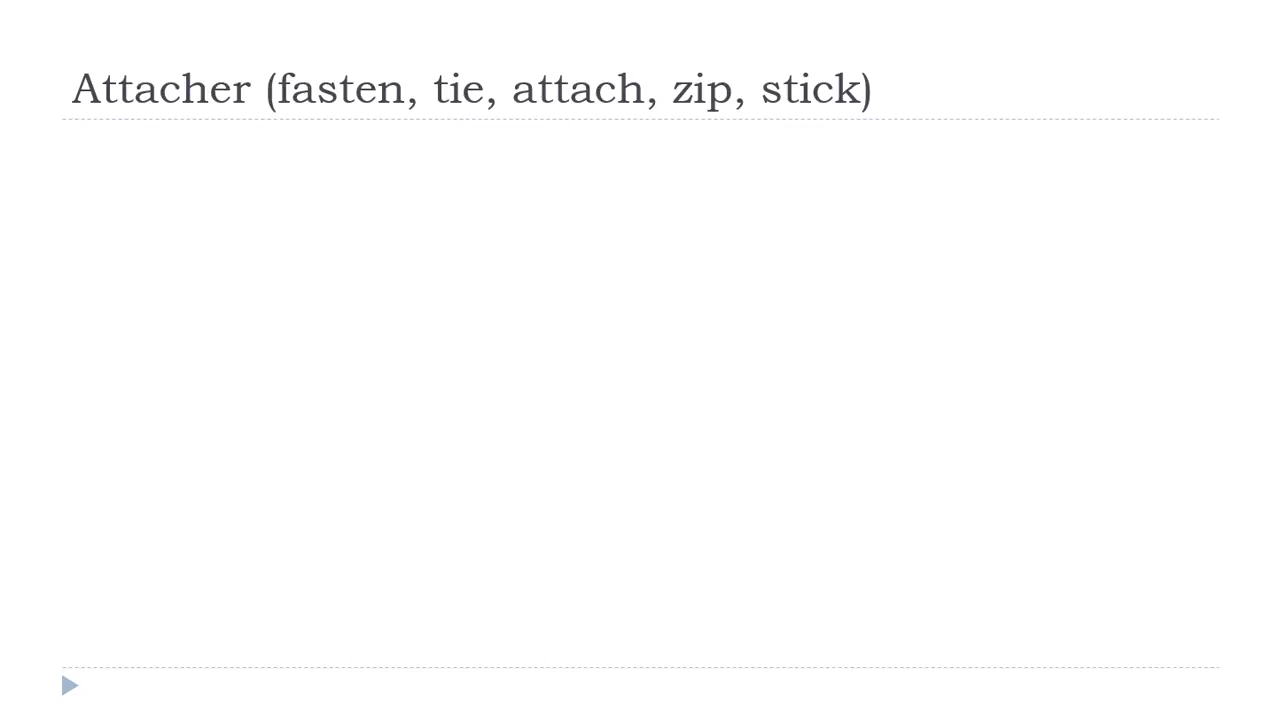 Attacher (fasten, tie, attach, zip, stick)